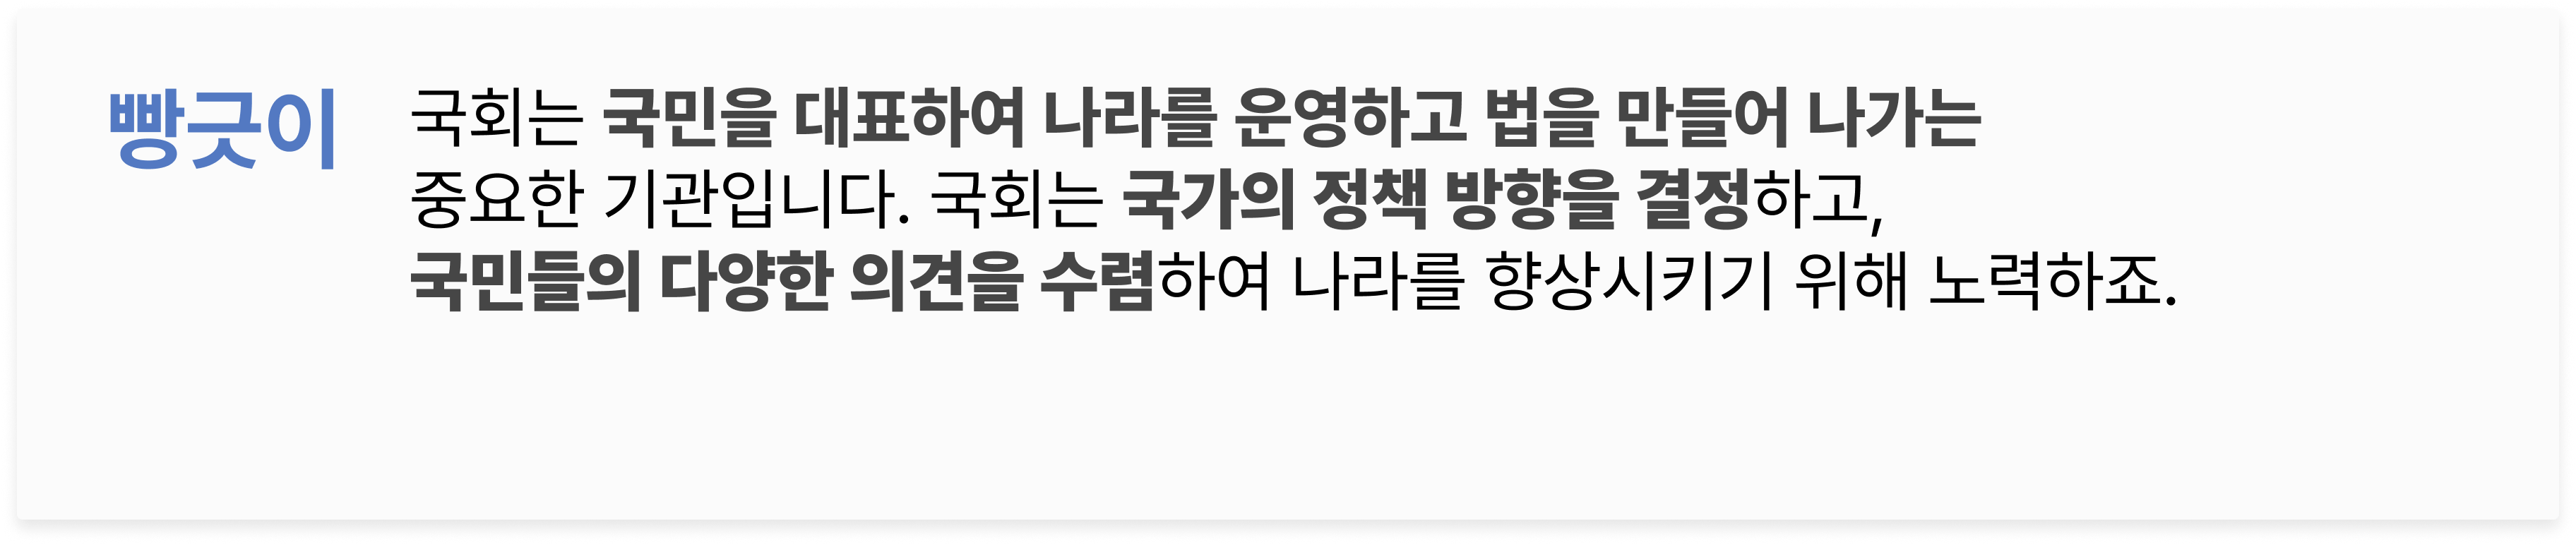 빵긋이
국회는 국민을 대표하여 나라를 운영하고 법을 만들어 나가는
중요한 기관입니다. 국회는 국가의 정책 방향을 결정하고,
국민들의 다양한 의견을 수렴하여 나라를 향상시키기 위해 노력하죠.